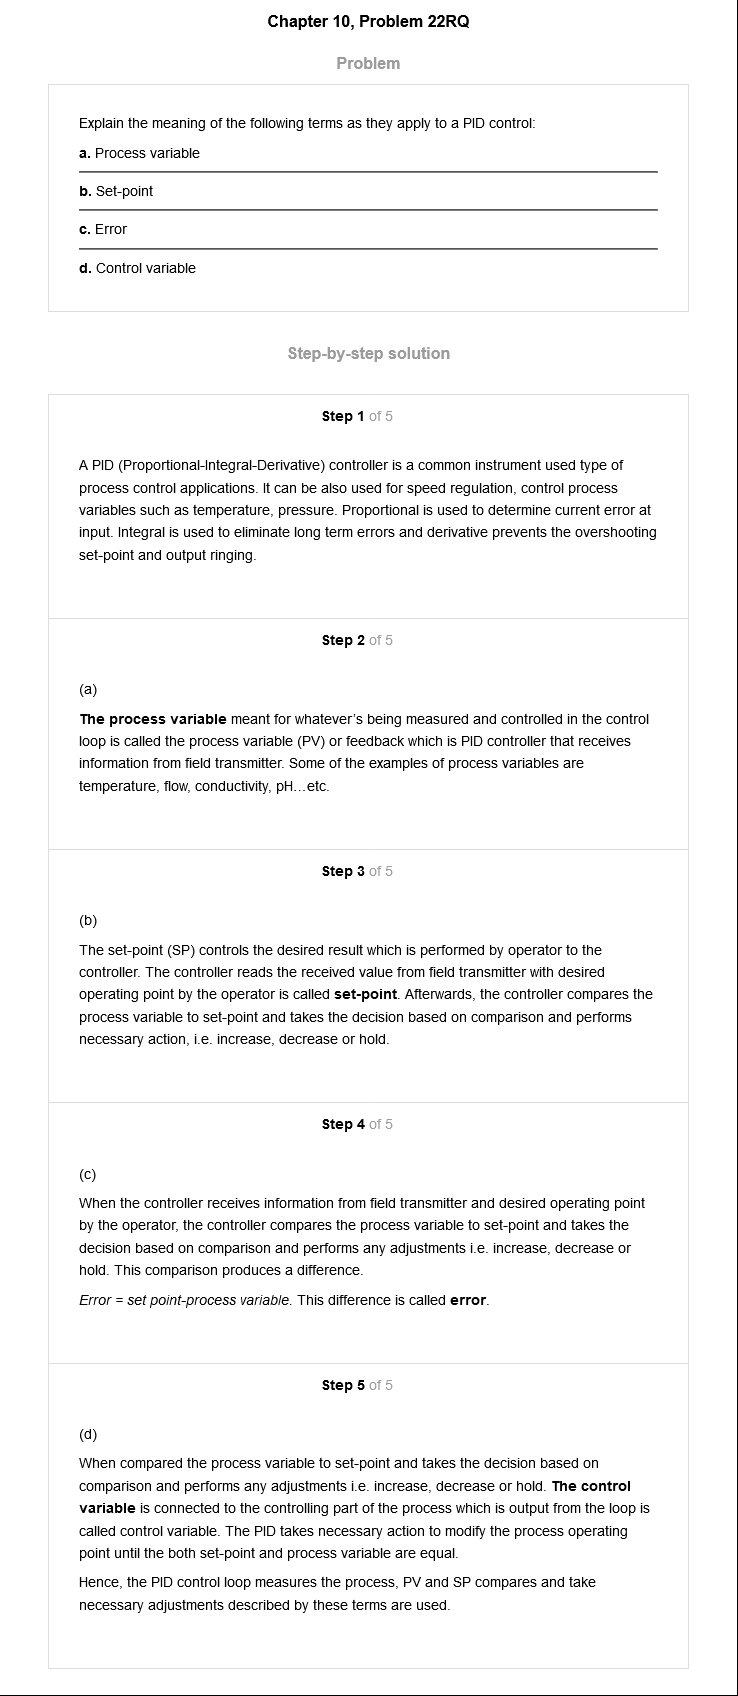 Chapter 10, Problem 22RQ
Problem
Explain the meaning of the following terms as they apply to a PID control:
a. Process variable
b. Set-point
c. Error
d. Control variable
Step-by-step solution
Step 1 of 5
A PID (Proportional-Integral-Derivative) controller is a common instrument used type of
process control applications. It can be also used for speed regulation, control process
variables such as temperature, pressure. Proportional is used to determine current error at
input. Integral is used to eliminate long term errors and derivative prevents the overshooting
set-point and output ringing.
Step 2 of 5
(a)
The process variable meant for whatever's being measured and controlled in the control
loop is called the process variable (PV) or feedback which is PID controller that receives
information from field transmitter. Some of the examples of process variables are
temperature, flow, conductivity, pH…etc.
Step 3 of 5
(b)
The set-point (SP) controls the desired result which is performed by operator to the
controller. The controller reads the received value from field transmitter with desired
operating point by the operator is called set-point. Afterwards, the controller compares the
process variable to set-point and takes the decision based on comparison and performs
necessary action, i.e. increase, decrease or hold.
Step 4 of 5
(c)
When the controller receives information from field transmitter and desired operating point
by the operator, the controller compares the process variable to set-point and takes the
decision based on comparison and performs any adjustments i.e. increase, decrease or
hold. This comparison produces a difference.
Error = set point-process variable. This difference is called error.
Step 5 of 5
(d)
When compared the process variable to set-point and takes the decision based on
comparison and performs any adjustments i.e. increase, decrease or hold. The control
variable is connected to the controlling part of the process which is output from the loop is
called control variable. The PID takes necessary action to modify the process operating
point until the both set-point and process variable are equal.
Hence, the PID control loop measures the process, PV and SP compares and take
necessary adjustments described by these terms are used.